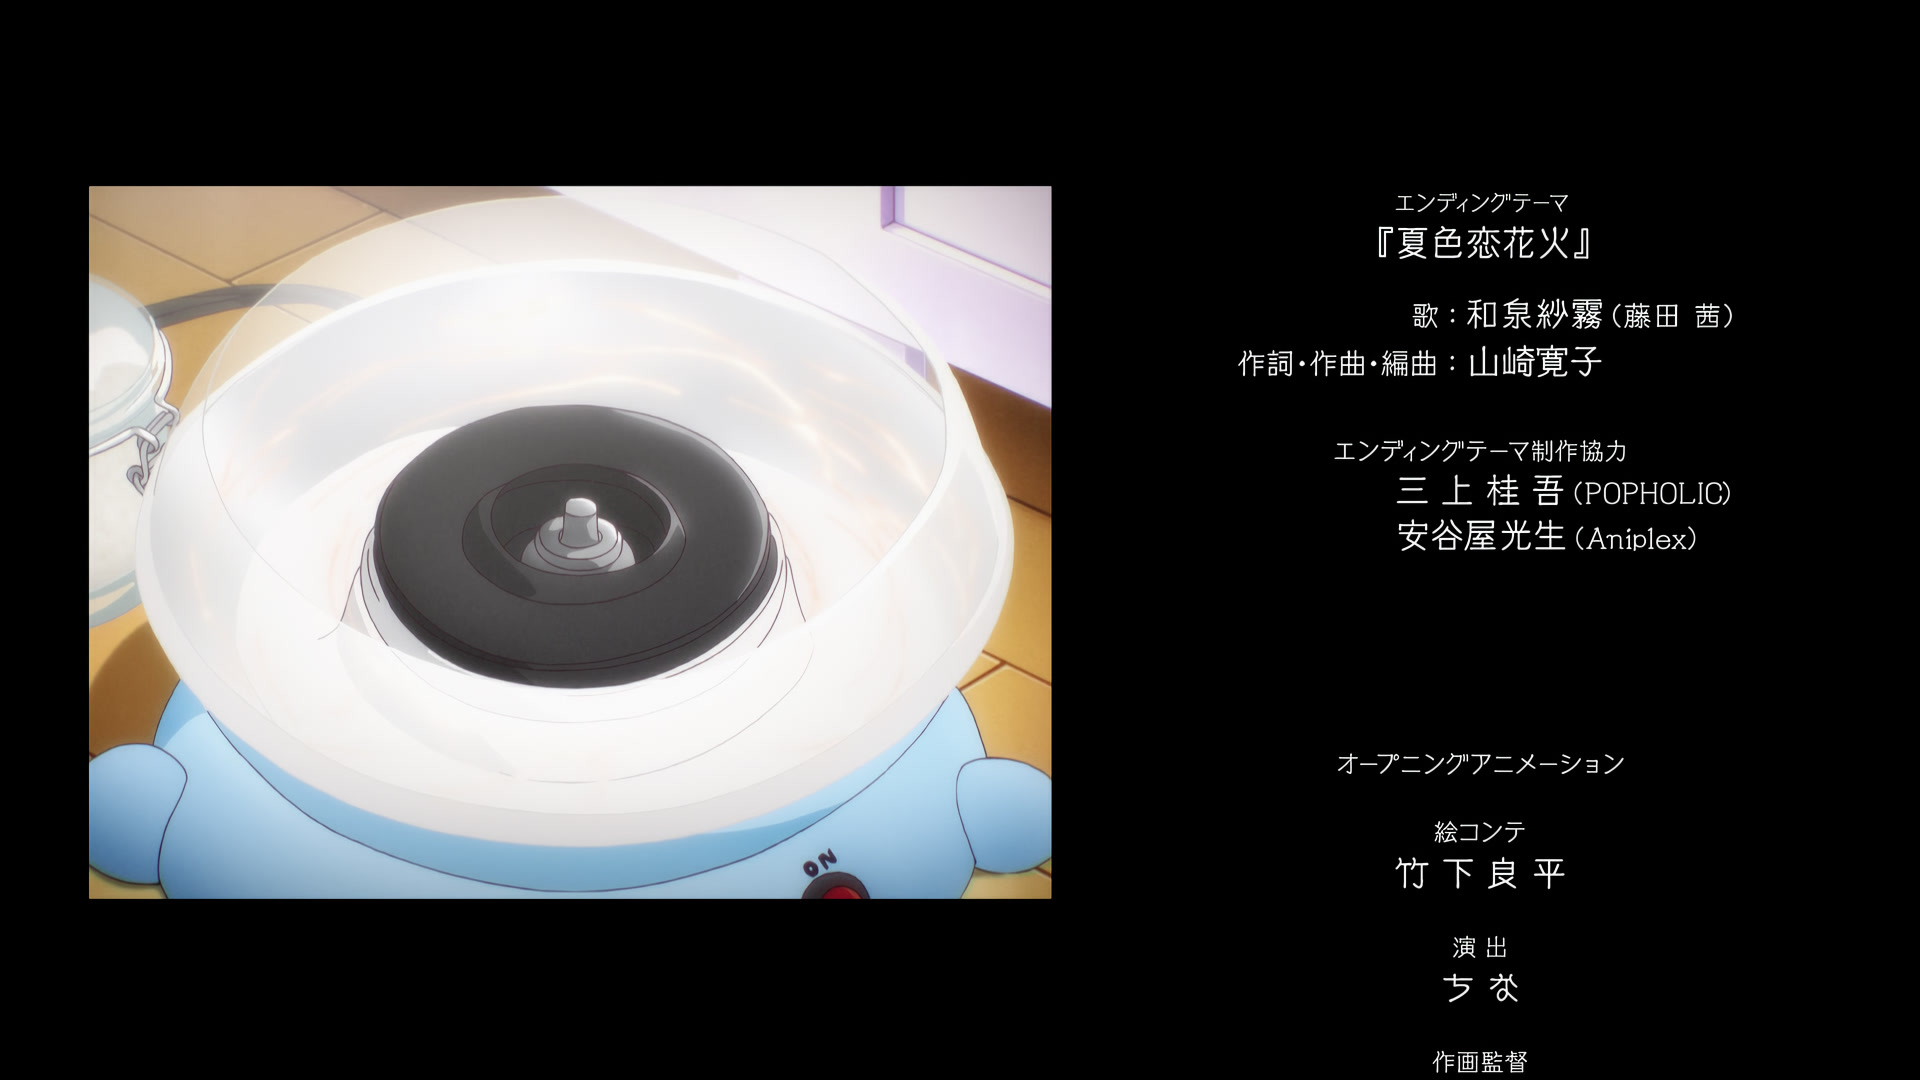 ON
エンディングテーマ
『夏色恋花火』
歌：和泉紗霧（藤田 茜）
作詞・作曲・編曲：山崎寛子
エンディングテーマ制作協力
三上桂吾（POPHOLIC）
安谷屋光生（Aniplex）
オープニングアニメーション
絵コンテ
竹下良平
演出
ちな
作画監督